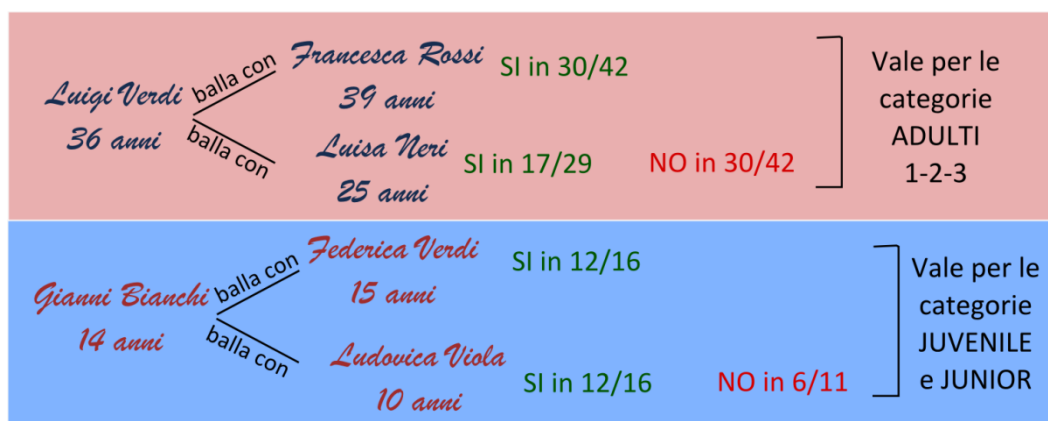 Luigi Verdi
36 anni
balla con
Francesca Rossi
39 anni
SI in 30/42
balla con
Luisa Neri
25 anni
SI in 17/29
NO in 30/42
Vale per le
categorie
ADULTI
1-2-3
Gianni Bianchi
14 anni
balla con
Federica Verdi
15 anni
SI in 12/16
balla con
Ludovica Viola
10 anni
SI in 12/16
NO in 6/11
Vale per le
categorie
JUVENILE
e JUNIOR